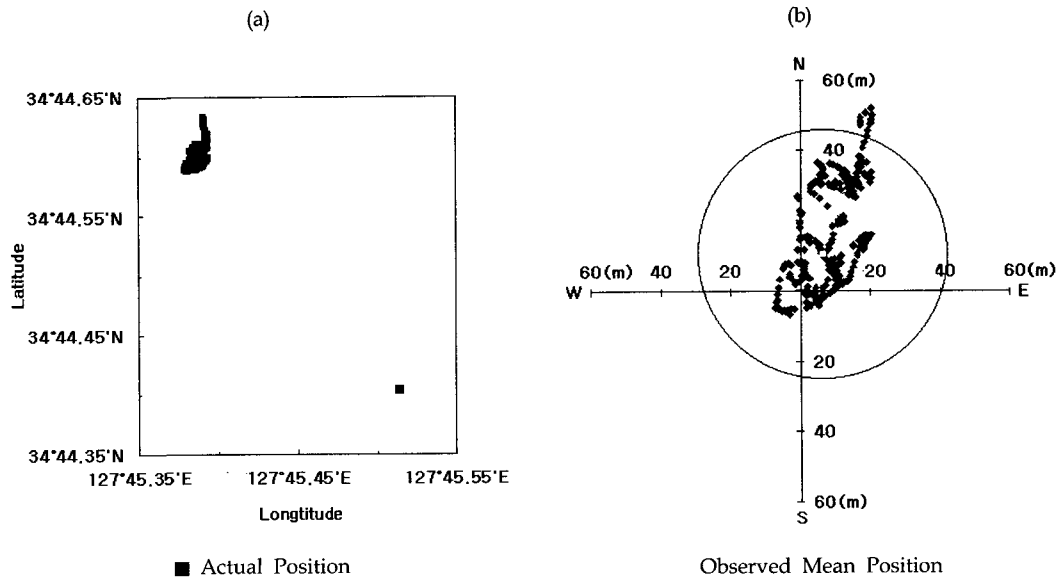 (a)
(b)
34°44.65'N
34°44.55'N
34°44.45'N
34°44.35'N
Latitude
127°45.35'E
127°45.45'E
127°45.55'E
Longtitude
■ Actual Position
N
60(m)
40
60(m) 40 20 20 40 60(m)
W E
20
40
60(m)
S
Observed Mean Position